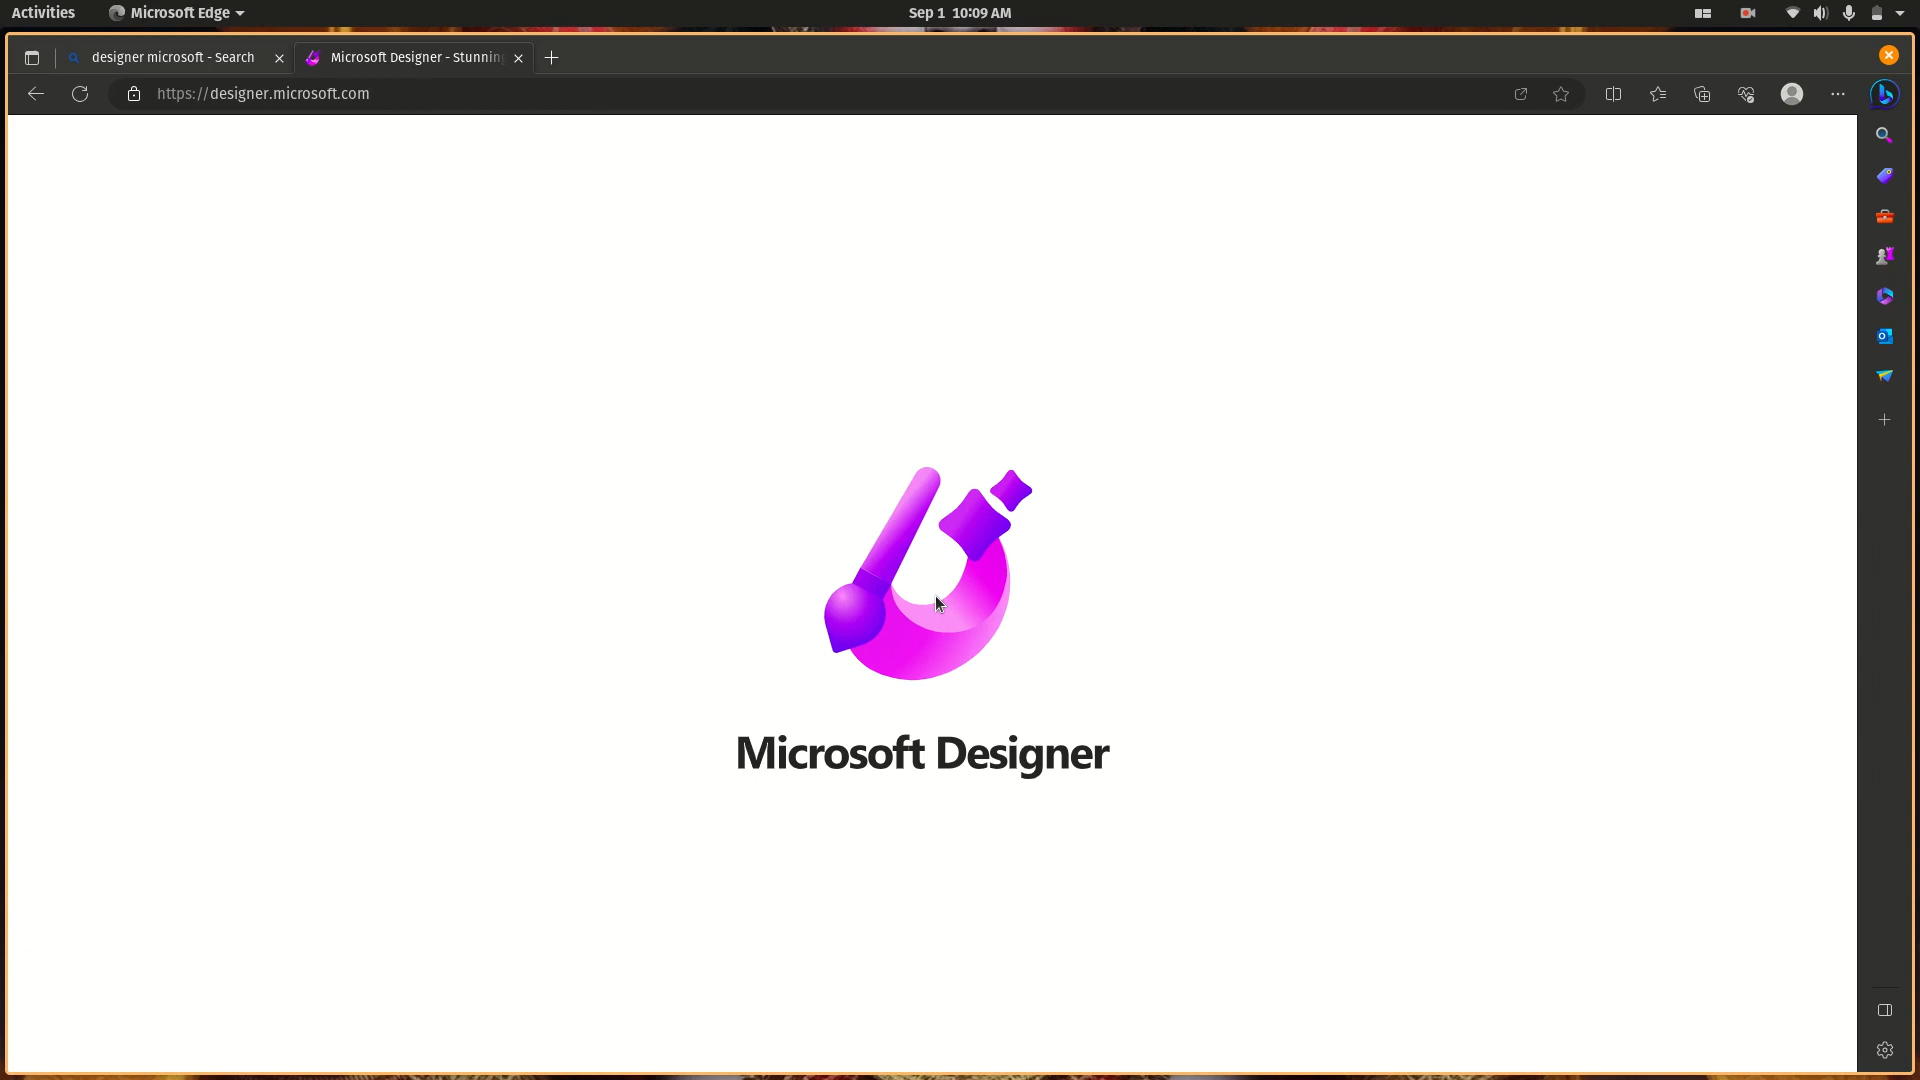 Activities
Microsoft Edge
Sep 1 10:09 AM
designer microsoft - Search
Microsoft Designer - Stunning
https://designer.microsoft.com
Microsoft Designer